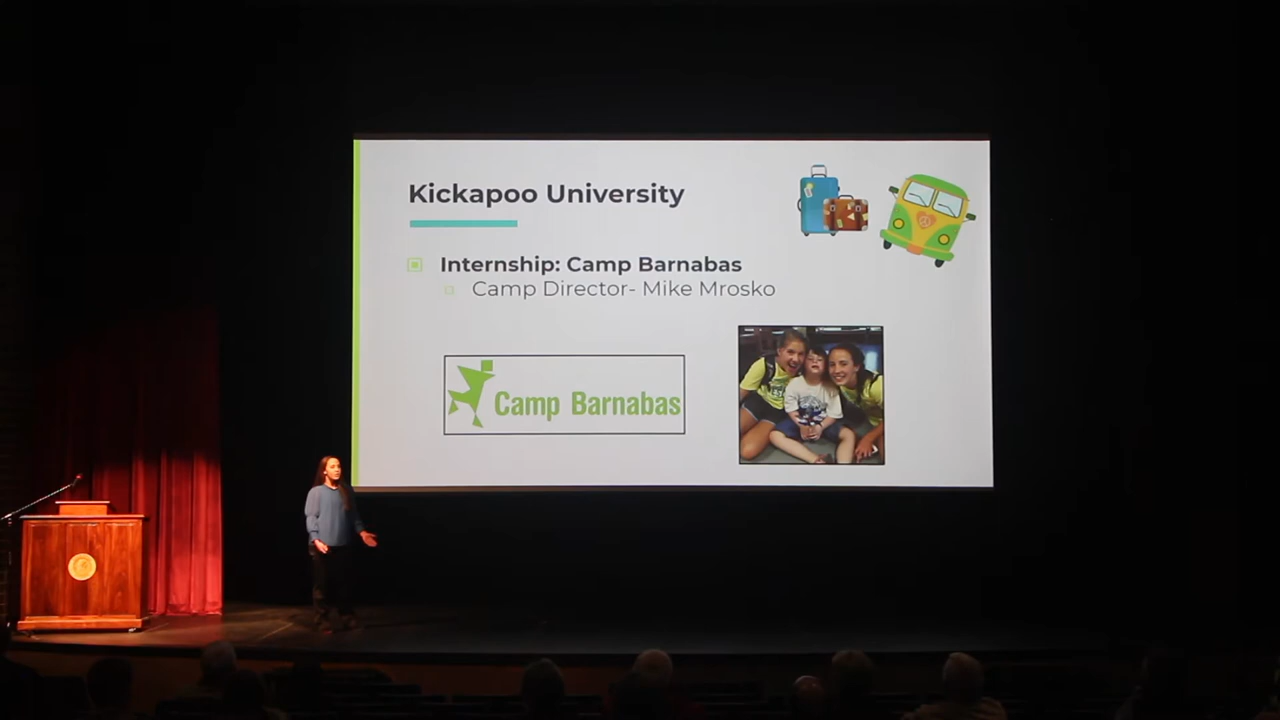 Kickapoo University
Internship: Camp Barnabas
Camp Director- Mike Mrosko
Camp Barnabas